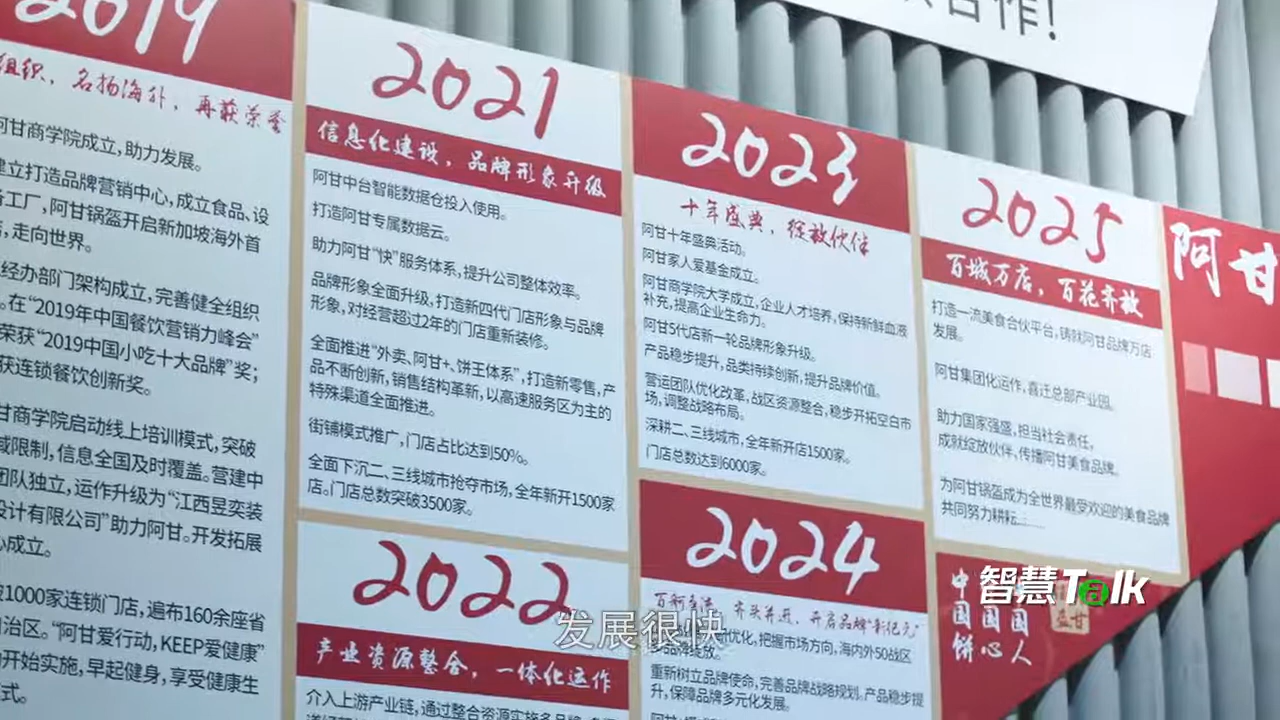 合作!
2019
组织，名扬海外，再获荣誉
阿甘商学院成立,助力发展。
建立打造品牌营销中心,成立食品、设
工厂,阿甘锅盔开启新加坡海外首
走向世界。
经办部门架构成立,完善健全组织
。在“2019年中国餐饮营销力峰会”
荣获“2019中国小吃十大品牌”奖;
获连锁餐饮创新奖。
甘商学院启动线上培训模式,突破
域限制,信息全国及时覆盖。营建中
团队独立,运作升级为“江西昱奕装
设计有限公司”助力阿甘。开发拓展
心成立。
破1000家连锁门店,遍布160余座省
自治区。“阿甘爱行动,KEEP爱健康”
开始实施,早起健身,享受健康生
式。
2021
信息化建设，品牌形象升级
阿甘中台智能数据仓投入使用。
打造阿甘专属数据云。
助力阿甘“快”服务体系,提升公司整体效率。
品牌形象全面升级,打造新四代门店形象与品牌
形象,对经营超过2年的门店重新装修。
全面推进“外卖、阿甘+、饼王体系”,打造新零售,产
品不断创新,销售结构革新,以高速服务区为主的
特殊渠道全面推进。
街铺模式推广,门店占比达到50%。
全面下沉二、三线城市抢夺市场,全年新开1500家
店。门店总数突破3500家。
2022
产业资源整合，一体化运作
介入上游产业链,通过整合资源实施多品牌
2023
十年盛典，绽放伙伴
阿甘十年盛典活动。
阿甘家人爱基金成立。
阿甘商学院大学成立,企业人才培养,保持新鲜血液
补充,提高企业生命力。
阿甘5代店新一轮品牌形象升级。
产品稳步提升,品类持续创新,提升品牌价值。
营运团队优化改革,战区资源整合,稳步开拓空白市
场,调整战略布局。
深耕二、三线城市,全年新开店1500家。
门店总数达到6000家。
2024
齐头并进，开启品牌“新纪元”
优化,把握市场方向,海内外50战区
品牌绽放。
重新树立品牌使命,完善品牌战略规划。产品稳步提
升,保障品牌多元化发展。
2025
百城万店，百花齐放
打造一流美食合伙平台,铸就阿甘品牌万店
发展。
阿甘集团化运作,喜迁总部产业园。
助力国家强盛,担当社会责任,
成就绽放伙伴、传播阿甘美食品牌。
为阿甘锅盔成为全世界最受欢迎的美食品牌
共同努力耕耘……
阿甘
中国饼
国心
国人
智慧Talk
发展很快